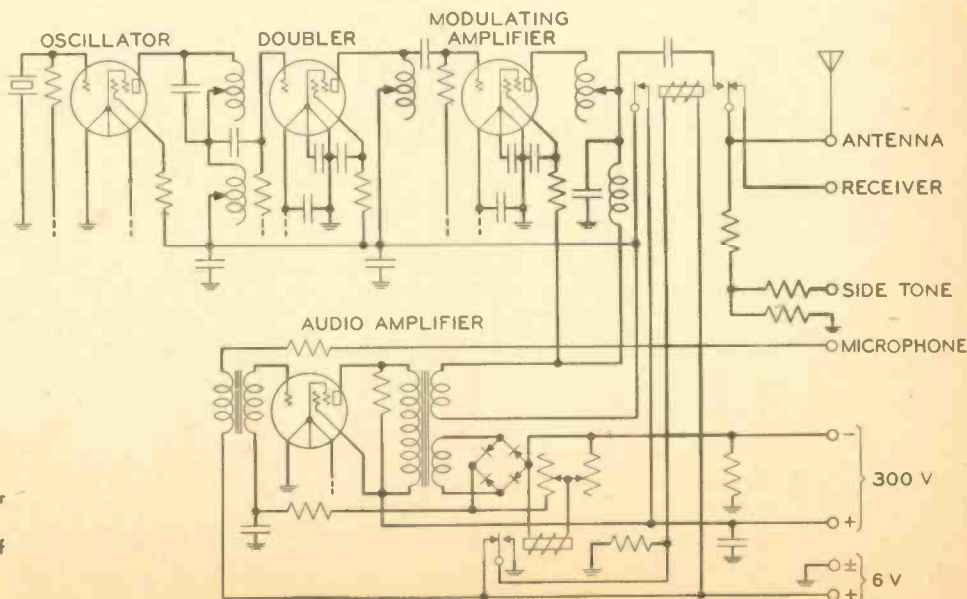 OSCILLATOR
DOUBLER
MODULATING
AMPLIFIER
ANTENNA
RECEIVER
SIDE TONE
AUDIO AMPLIFIER
MICROPHONE
-
300 V
+
±
6 V
+
r
f